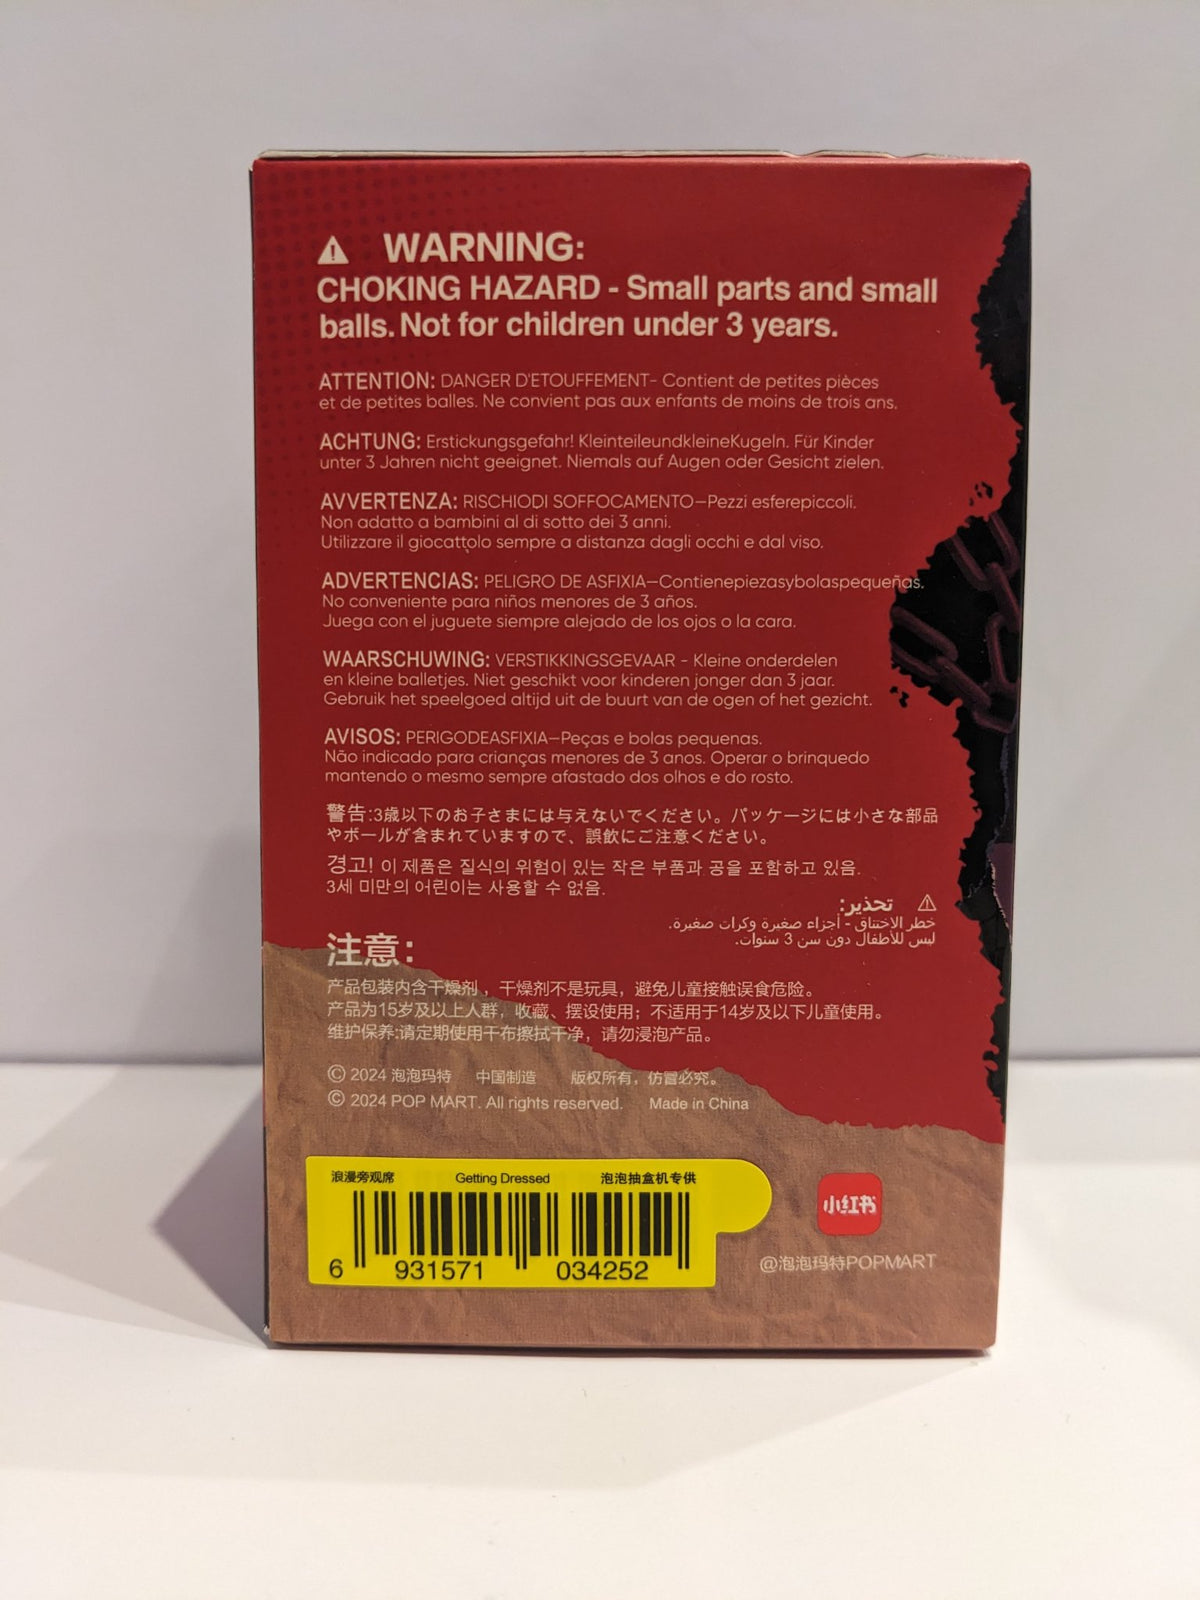 WARNING:
CHOKING HAZARD - Small parts and small
balls. Not for children under 3 years.
ATTENTION: DANGER D'ETOUFFEMENT- Contient de petites pièces
et de petites balles. Ne convient pas aux enfants de moins de trois ans.
ACHTUNG: Erstickungsgefahr! KleinteileundkleineKugeln. Für Kinder
unter 3 Jahren nicht geeignet. Niemals auf Augen oder Gesicht zielen.
AVVERTENZA: RISCHIODI SOFFOCAMENTO—Pezzi esferepiccoli.
Non adatto a bambini al di sotto dei 3 anni.
Utilizzare il giocattolo sempre a distanza dagli occhi e dal viso.
ADVERTENCIAS: PELIGRO DE ASFIXIA—Contienepiezasybolaspequeñas.
No conveniente para niños menores de 3 años.
Juega con el juguete siempre alejado de los ojos o la cara.
WAARSCHUWING: VERSTIKKINGSGEVAAR - Kleine onderdelen
en kleine balletjes. Niet geschikt voor kinderen jonger dan 3 jaar.
Gebruik het speelgoed altijd uit de buurt van de ogen of het gezicht.
AVISOS: PERIGODEASFIXIA—Peças e bolas pequenas.
Não indicado para crianças menores de 3 anos. Operar o brinquedo
mantendo o mesmo sempre afastado dos olhos e do rosto.
警告:3歳以下のお子さまには与えないでください。パッケージには小さな部品
やボールが含まれていますので、誤飲にご注意ください。
경고! 이 제품은 질식의 위험이 있는 작은 부품과 공을 포함하고 있음.
3세 미만의 어린이는 사용할 수 없음.
تحذير:
خطر الاختناق - أجزاء صغيرة وكرات صغيرة.
ليس للأطفال دون سن 3 سنوات.
注意：
产品包装内含干燥剂，干燥剂不是玩具，避免儿童接触误食危险。
产品为15岁及以上人群，收藏、摆设使用；不适用于14岁及以下儿童使用。
维护保养:请定期使用干布擦拭干净，请勿浸泡产品。
© 2024 泡泡玛特 中国制造 版权所有，仿冒必究。
© 2024 POP MART. All rights reserved. Made in China
浪漫旁观席 Getting Dressed 泡泡抽盒机专供
6 931571 034252
小红书
@泡泡玛特POPMART